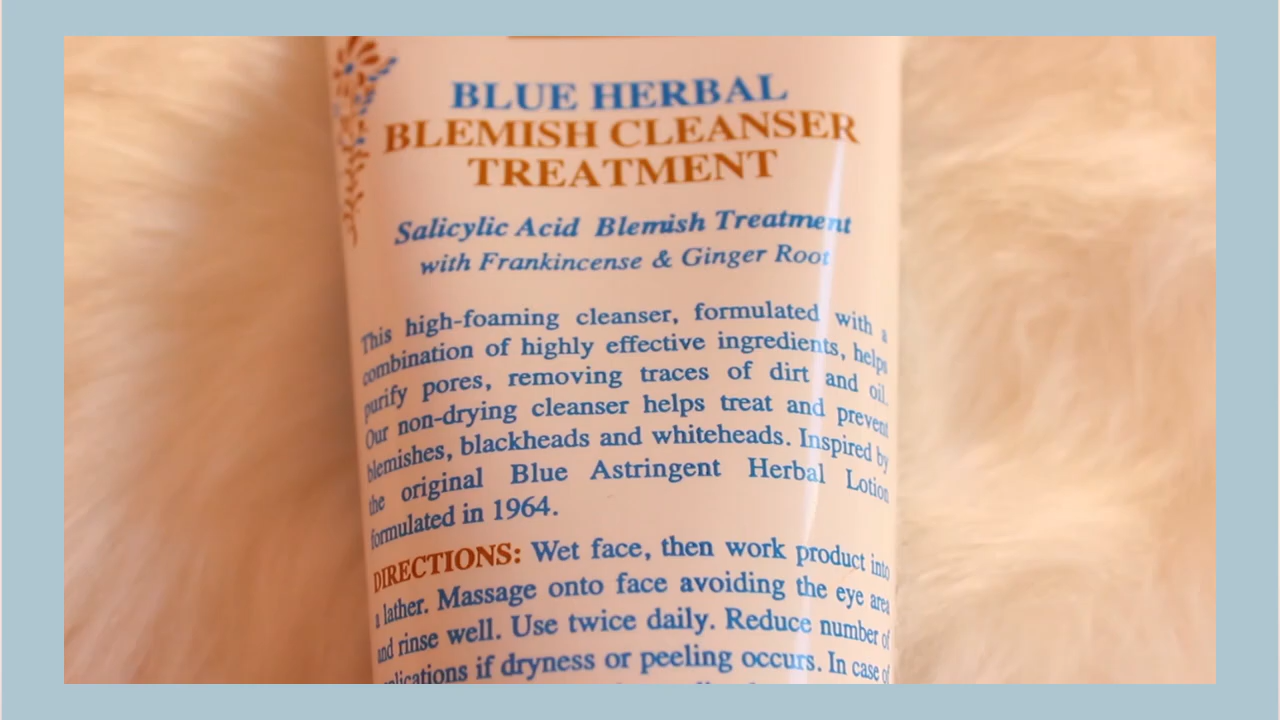 BLUE HERBAL
BLEMISH CLEANSER
TREATMENT
Salicylic Acid Blemish Treatment
with Frankincense & Ginger Root
This high-foaming cleanser, formulated with a
combination of highly effective ingredients, helps
purify pores, removing traces of dirt and oil.
Our non-drying cleanser helps treat and prevent
blemishes, blackheads and whiteheads. Inspired by
the original Blue Astringent Herbal Lotion
formulated in 1964.
DIRECTIONS: Wet face, then work product into
a lather. Massage onto face avoiding the eye area
and rinse well. Use twice daily. Reduce number of
plications if dryness or peeling occurs. In case of